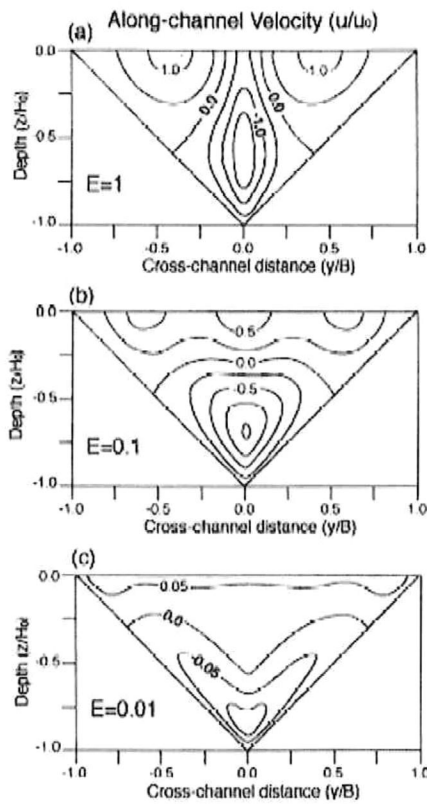 Along-channel Velocity (u/u₀)
(a)
0.0
-0.5
-1.0
Depth (z/H₀)
1.0
0.0
-1.0
1.0
E=1
-1.0 -0.5 0.0 0.5 1.0
Cross-channel distance (y/B)
(b)
0.0
-0.5
-1.0
Depth (z/H₀)
0.5
0.0
-0.5
E=0.1
-1.0 -0.5 0.0 0.5 1.0
Cross-channel distance (y/B)
(c)
0.0
-0.5
-1.0
Depth (z/H₀)
0.05
0.0
-0.05
E=0.01
-1.0 -0.5 0.0 0.5 1.0
Cross-channel distance (y/B)